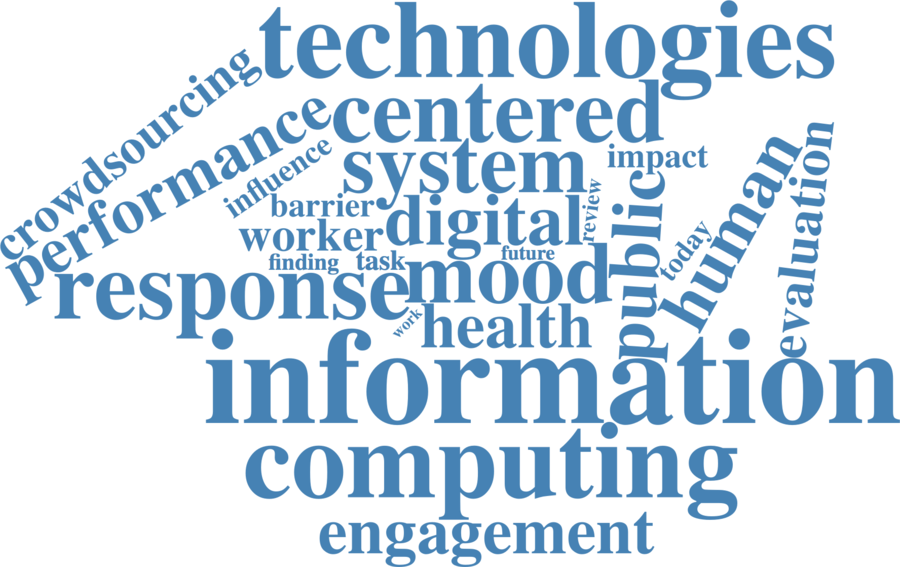 technologies
crowdsourcing
centered
performance
system
impact
influence
human
evaluation
public
barrier
digital
review
worker
today
finding
task
future
mood
response
work
health
information
computing
engagement